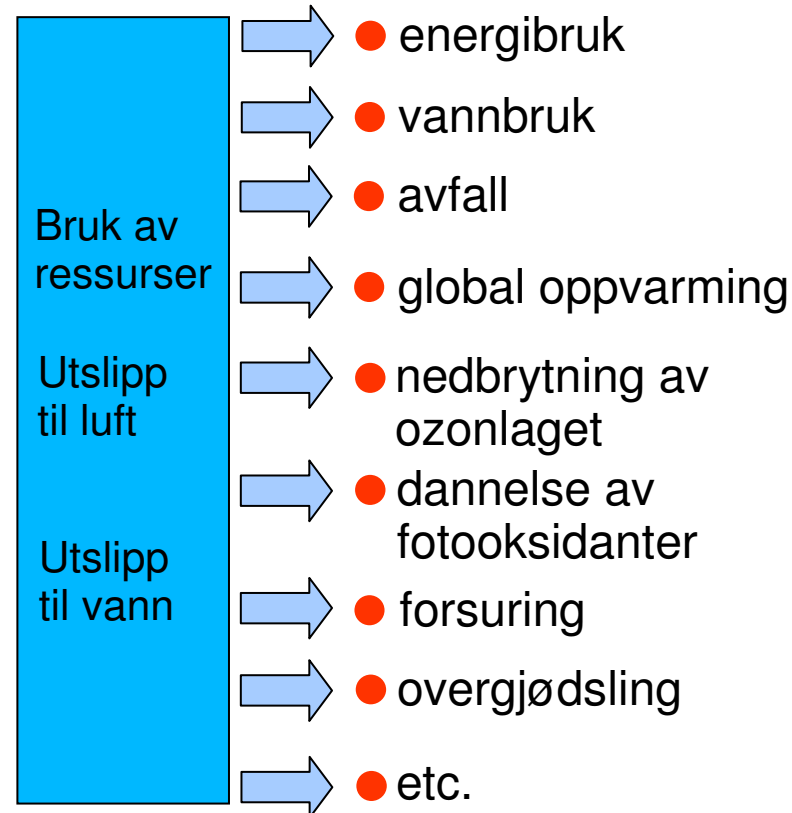 Bruk av
ressurser
Utslipp
til luft
Utslipp
til vann
energibruk
vannbruk
avfall
global oppvarming
nedbrytning av
ozonlaget
dannelse av
fotooksidanter
forsuring
overgjødsling
etc.